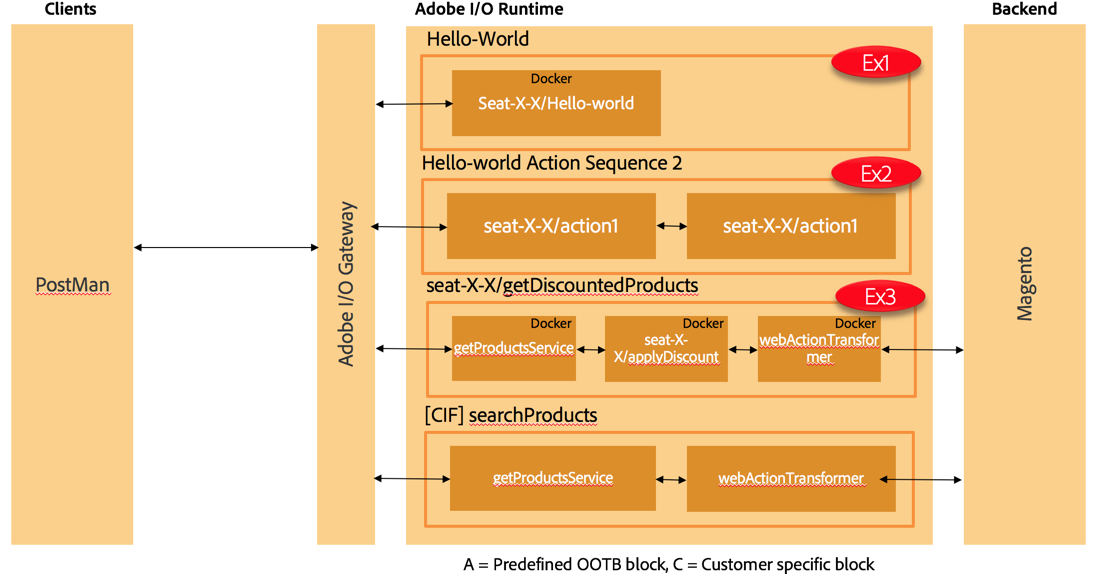 Clients
Adobe I/O Runtime
Backend
Hello-World
Ex1
Docker
Seat-X-X/Hello-world
Hello-world Action Sequence 2
Ex2
seat-X-X/action1
seat-X-X/action1
PostMan
Adobe I/O Gateway
Magento
seat-X-X/getDiscountedProducts
Ex3
Docker
getProductsService
Docker
seat-X-
X/applyDiscount
Docker
webActionTransfor
mer
[CIF] searchProducts
getProductsService
webActionTransformer
A = Predefined OOTB block, C = Customer specific block